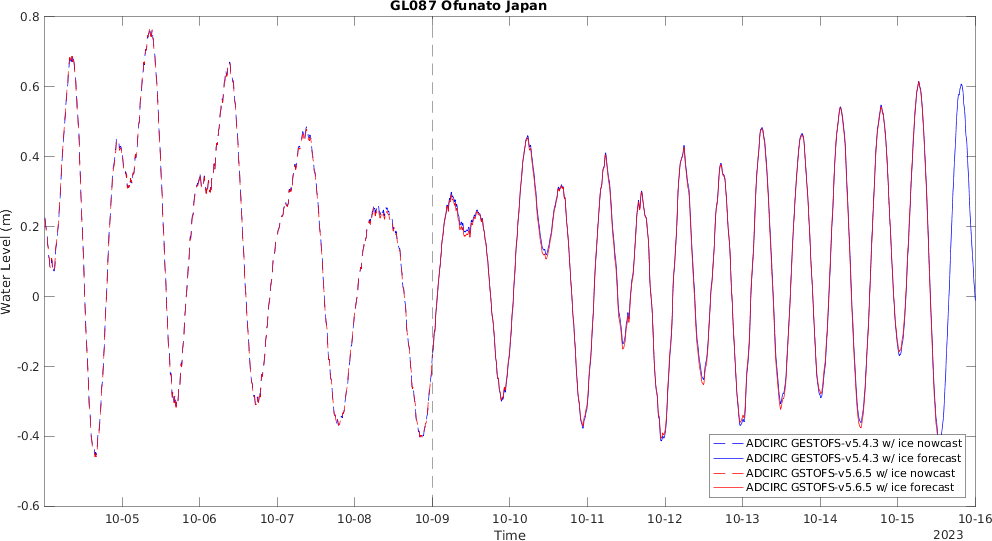 GL087 Ofunato Japan
0.8
0.6
0.4
0.2
0
-0.2
-0.4
-0.6
Water Level (m)
ADCIRC GESTOFS-v5.4.3 w/ ice nowcast
ADCIRC GESTOFS-v5.4.3 w/ ice forecast
ADCIRC GSTOFS-v5.6.5 w/ ice nowcast
ADCIRC GSTOFS-v5.6.5 w/ ice forecast
10-05 10-06 10-07 10-08 10-09 10-10 10-11 10-12 10-13 10-14 10-15 10-16
Time
2023